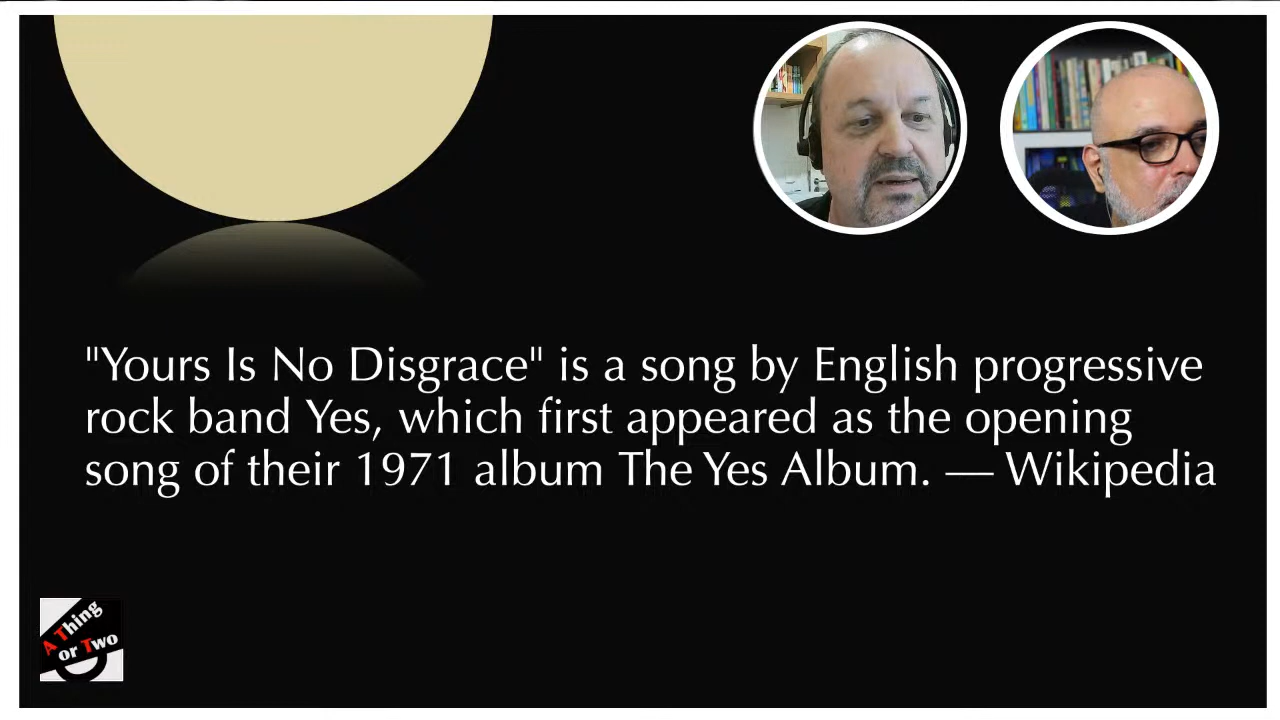 "Yours Is No Disgrace" is a song by English progressive
rock band Yes, which first appeared as the opening
song of their 1971 album The Yes Album. — Wikipedia
A Thing
or Two